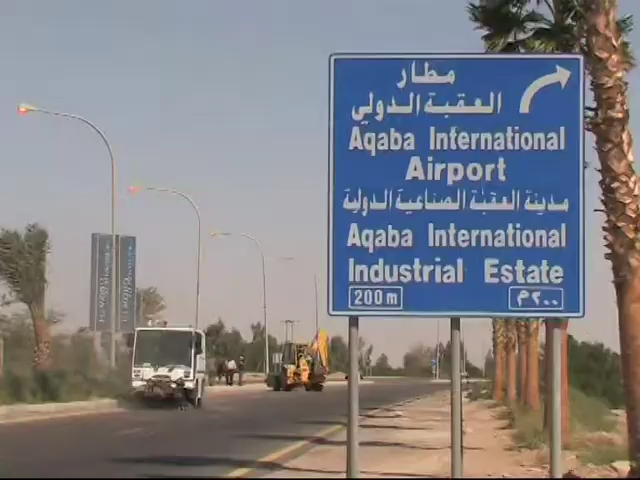 مطار
العقبة الدولي
Aqaba International
Airport
مدينة العقبة الصناعية الدولية
Aqaba International
Industrial Estate
200 m
٢٠٠ م